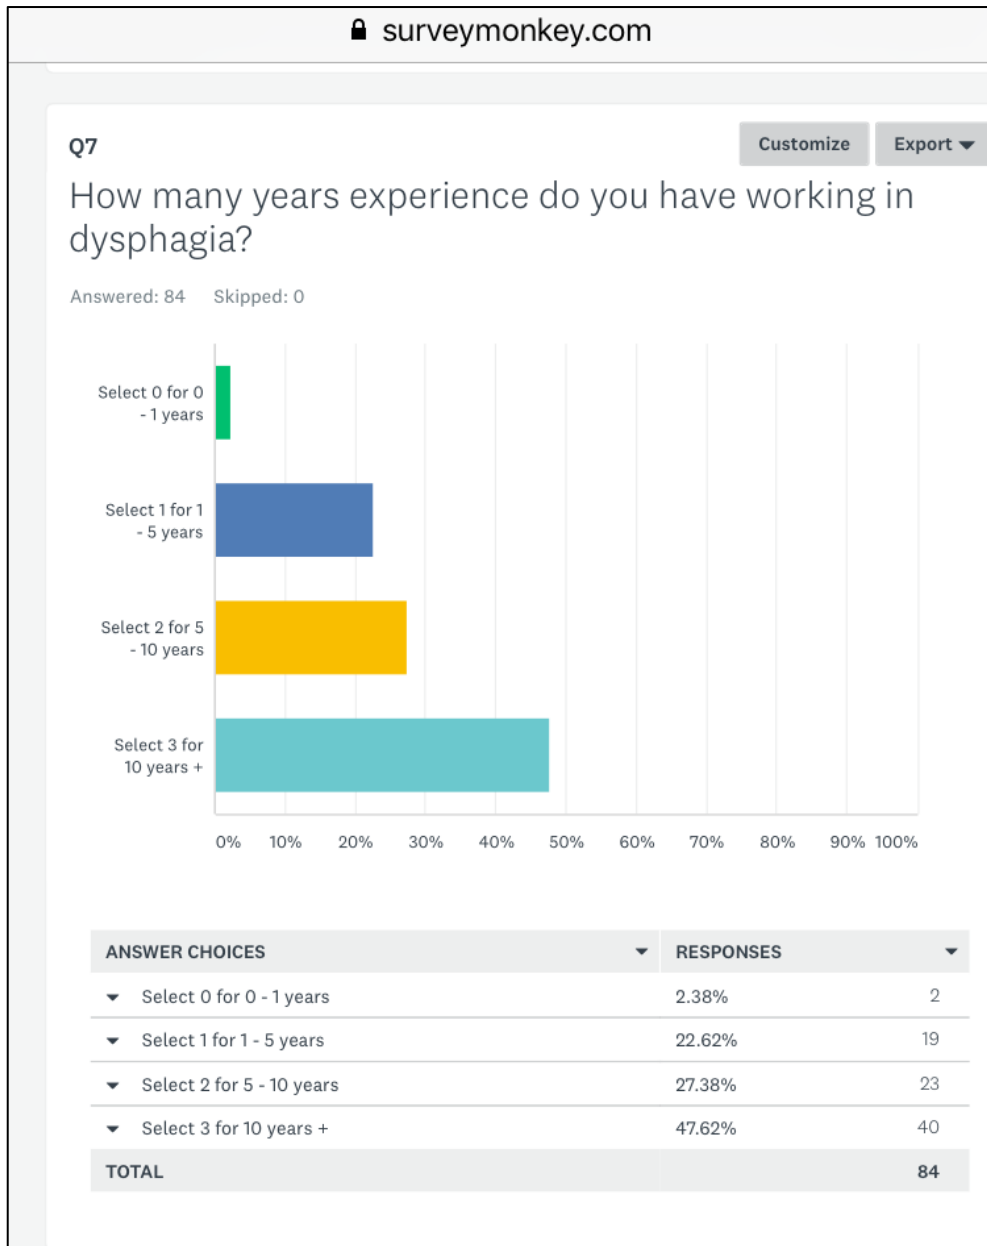 surveymonkey.com
Q7
Customize
Export
How many years experience do you have working in
dysphagia?
Answered: 84 Skipped: 0
Select 0 for 0
- 1 years
Select 1 for 1
- 5 years
Select 2 for 5
- 10 years
Select 3 for
10 years +
0% 10% 20% 30% 40% 50% 60% 70% 80% 90% 100%
ANSWER CHOICES RESPONSES
Select 0 for 0 - 1 years 2.38% 2
Select 1 for 1 - 5 years 22.62% 19
Select 2 for 5 - 10 years 27.38% 23
Select 3 for 10 years + 47.62% 40
TOTAL 84